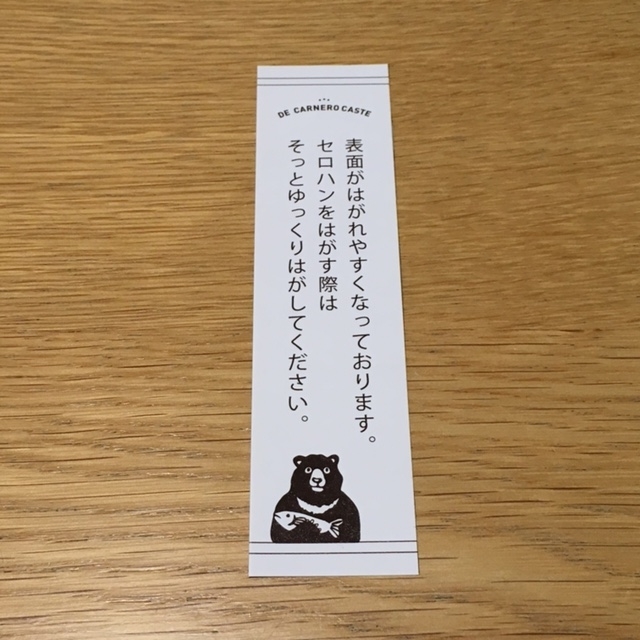 DE CARNERO CASTE
表面がはがれやすくなっております。
セロハンをはがす際は
そっとゆっくりはがしてください。